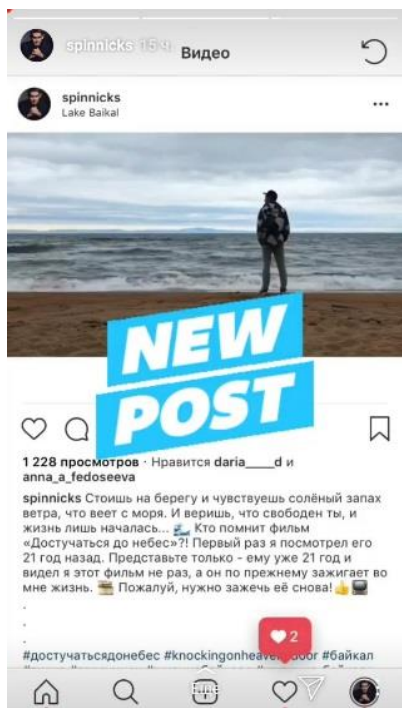 spinnicks 15 ч.
Видео
spinnicks
Lake Baikal
NEW
POST
1 228 просмотров · Нравится daria____d и
anna_a_fedoseeva
spinnicks Стоишь на берегу и чувствуешь солёный запах
ветра, что веет с моря. И веришь, что свободен ты, и
жизнь лишь началась... 🌊 Кто помнит фильм
«Достучаться до небес»?! Первый раз я посмотрел его
21 год назад. Представьте только - ему уже 21 год и
видел я этот фильм не раз, а он по прежнему зажигает во
мне жизнь. Пожалуй, нужно зажечь её снова!👍📺
.
.
.
2
#достучатьсядонебес #knockingonheavensdoor #байкал